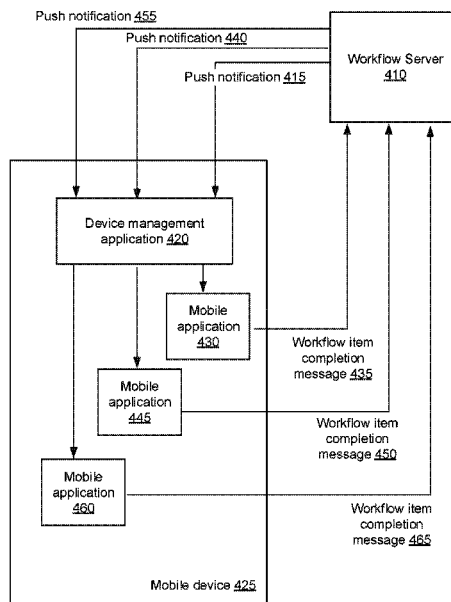 Push notification 455
Push notification 440
Push notification 415
Workflow Server
410
Device management
application 420
Mobile
application
430
Workflow item
completion
message 435
Mobile
application
445
Workflow item
completion
message 450
Mobile
application
460
Workflow item
completion
message 465
Mobile device 425